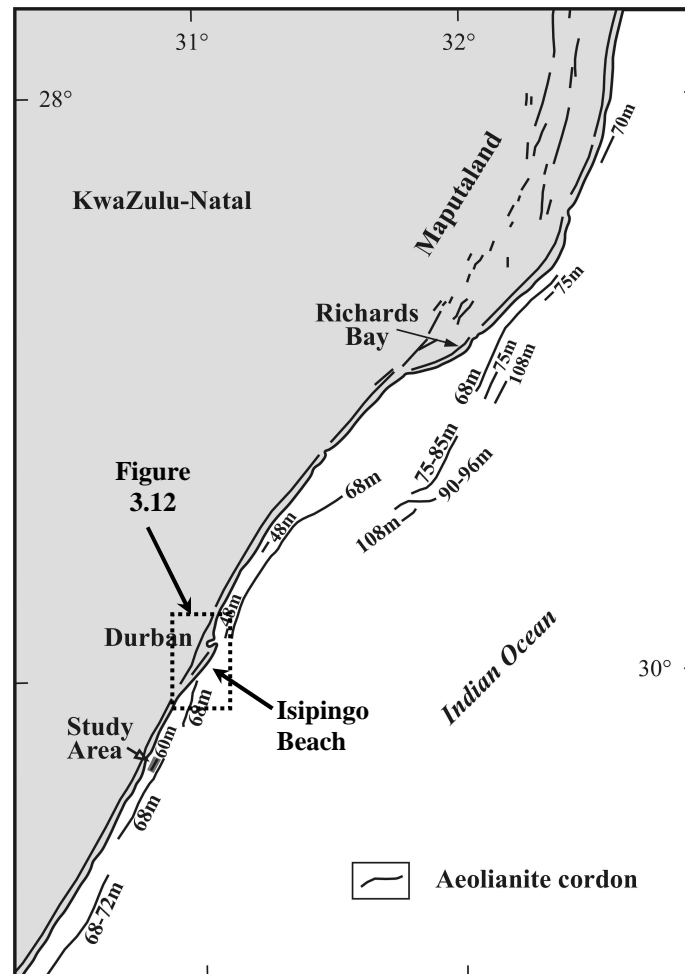 31°
32°
28°
70m
KwaZulu-Natal
Maputaland
75m
Richards
Bay
75m
108m
68m
75-85m
Figure
3.12
68m
90-96m
48m
108m
48m
Durban
Indian Ocean
30°
68m
Isipingo
Beach
Study
Area
60m
68m
Aeolianite cordon
68-72m